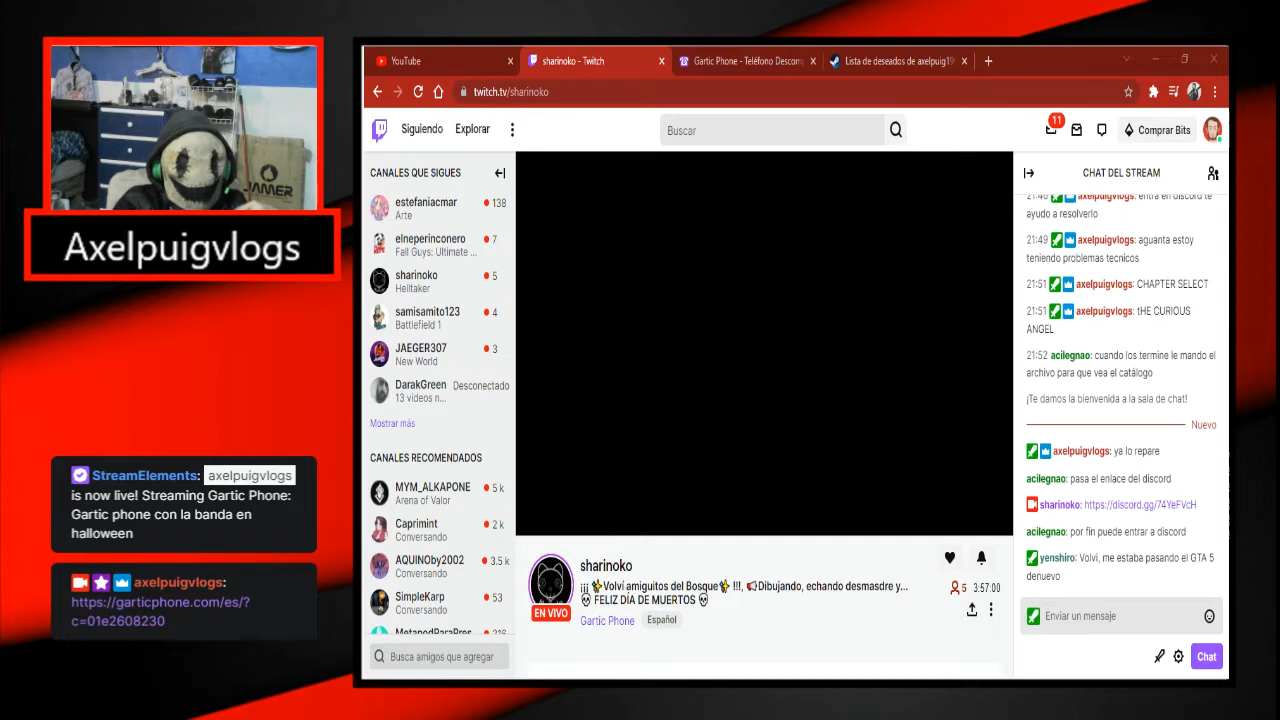 JAMER
Axelpuigvlogs
StreamElements: axelpuigvlogs
is now live! Streaming Gartic Phone:
Gartic phone con la banda en
halloween
axelpuigvlogs:
https://garticphone.com/es/?
c=01e2608230
YouTube
sharinoko - Twitch
Gartic Phone - Teléfono Descom
Lista de deseados de axelpuig19
twitch.tv/sharinoko
Siguiendo
Explorar
Buscar
11
Comprar Bits
CANALES QUE SIGUES
estefaniacmar
138
Arte
elneperinconero
7
Fall Guys: Ultimate ...
sharinoko
5
Helltaker
samisamito123
4
Battlefield 1
JAEGER307
3
New World
DarakGreen
Desconectado
13 videos n...
Mostrar más
CANALES RECOMENDADOS
MYM_ALKAPONE
5 k
Arena of Valor
Caprimint
2 k
Conversando
AQUINOby2002
3.5 k
Conversando
SimpleKarp
53
Conversando
MetapodParaPres
316
Busca amigos que agregar
EN VIVO
sharinoko
¡¡¡ ✨Volví amiguitos del Bosque✨ !!!, 📢Dibujando, echando desmasdre y...
💀 FELIZ DÍA DE MUERTOS 💀
Gartic Phone
Español
5
3:57:00
CHAT DEL STREAM
21:46 axelpuigvlogs: entra en discord te
ayudo a resolverlo
21:49 axelpuigvlogs: aguanta estoy
teniendo problemas tecnicos
21:51 axelpuigvlogs: CHAPTER SELECT
21:51 axelpuigvlogs: tHE CURIOUS
ANGEL
21:52 acilegnao: cuando los termine le mando el
archivo para que vea el catálogo
¡Te damos la bienvenida a la sala de chat!
Nuevo
axelpuigvlogs: ya lo repare
acilegnao: pasa el enlace del discord
sharinoko: https://discord.gg/74YeFVcH
acilegnao: por fin puede entrar a discord
yenshiro: Volvi, me estaba pasando el GTA 5
denuevo
Enviar un mensaje
Chat